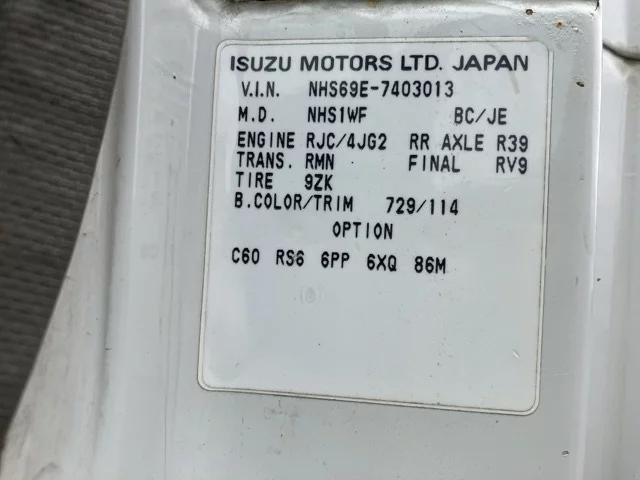 ISUZU MOTORS LTD. JAPAN
V.I.N. NHS69E-7403013
M.D. NHS1WF BC/JE
ENGINE RJC/4JG2 RR AXLE R39
TRANS. RMN FINAL RV9
TIRE 9ZK
B.COLOR/TRIM 729/114
OPTION
C60 RS6 6PP 6XQ 86M